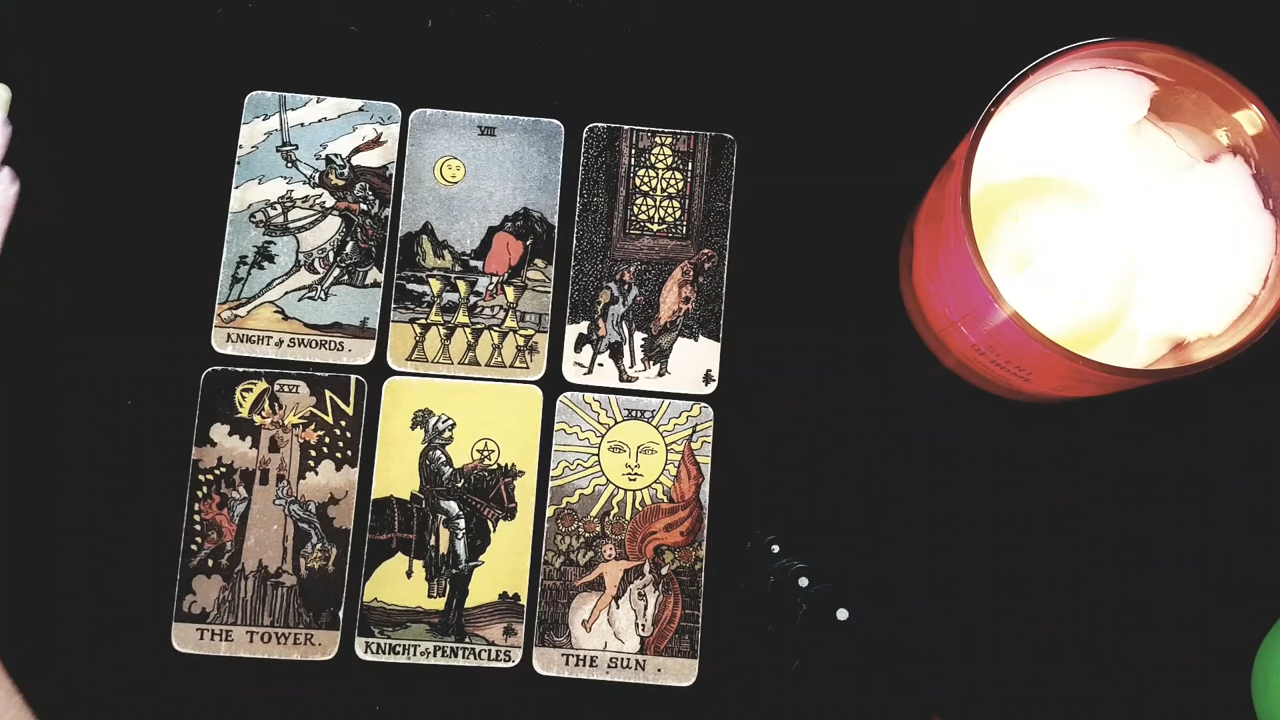 VIII
KNIGHT of SWORDS.
XVI
XIX
THE TOWER.
KNIGHT of PENTACLES.
THE SUN .